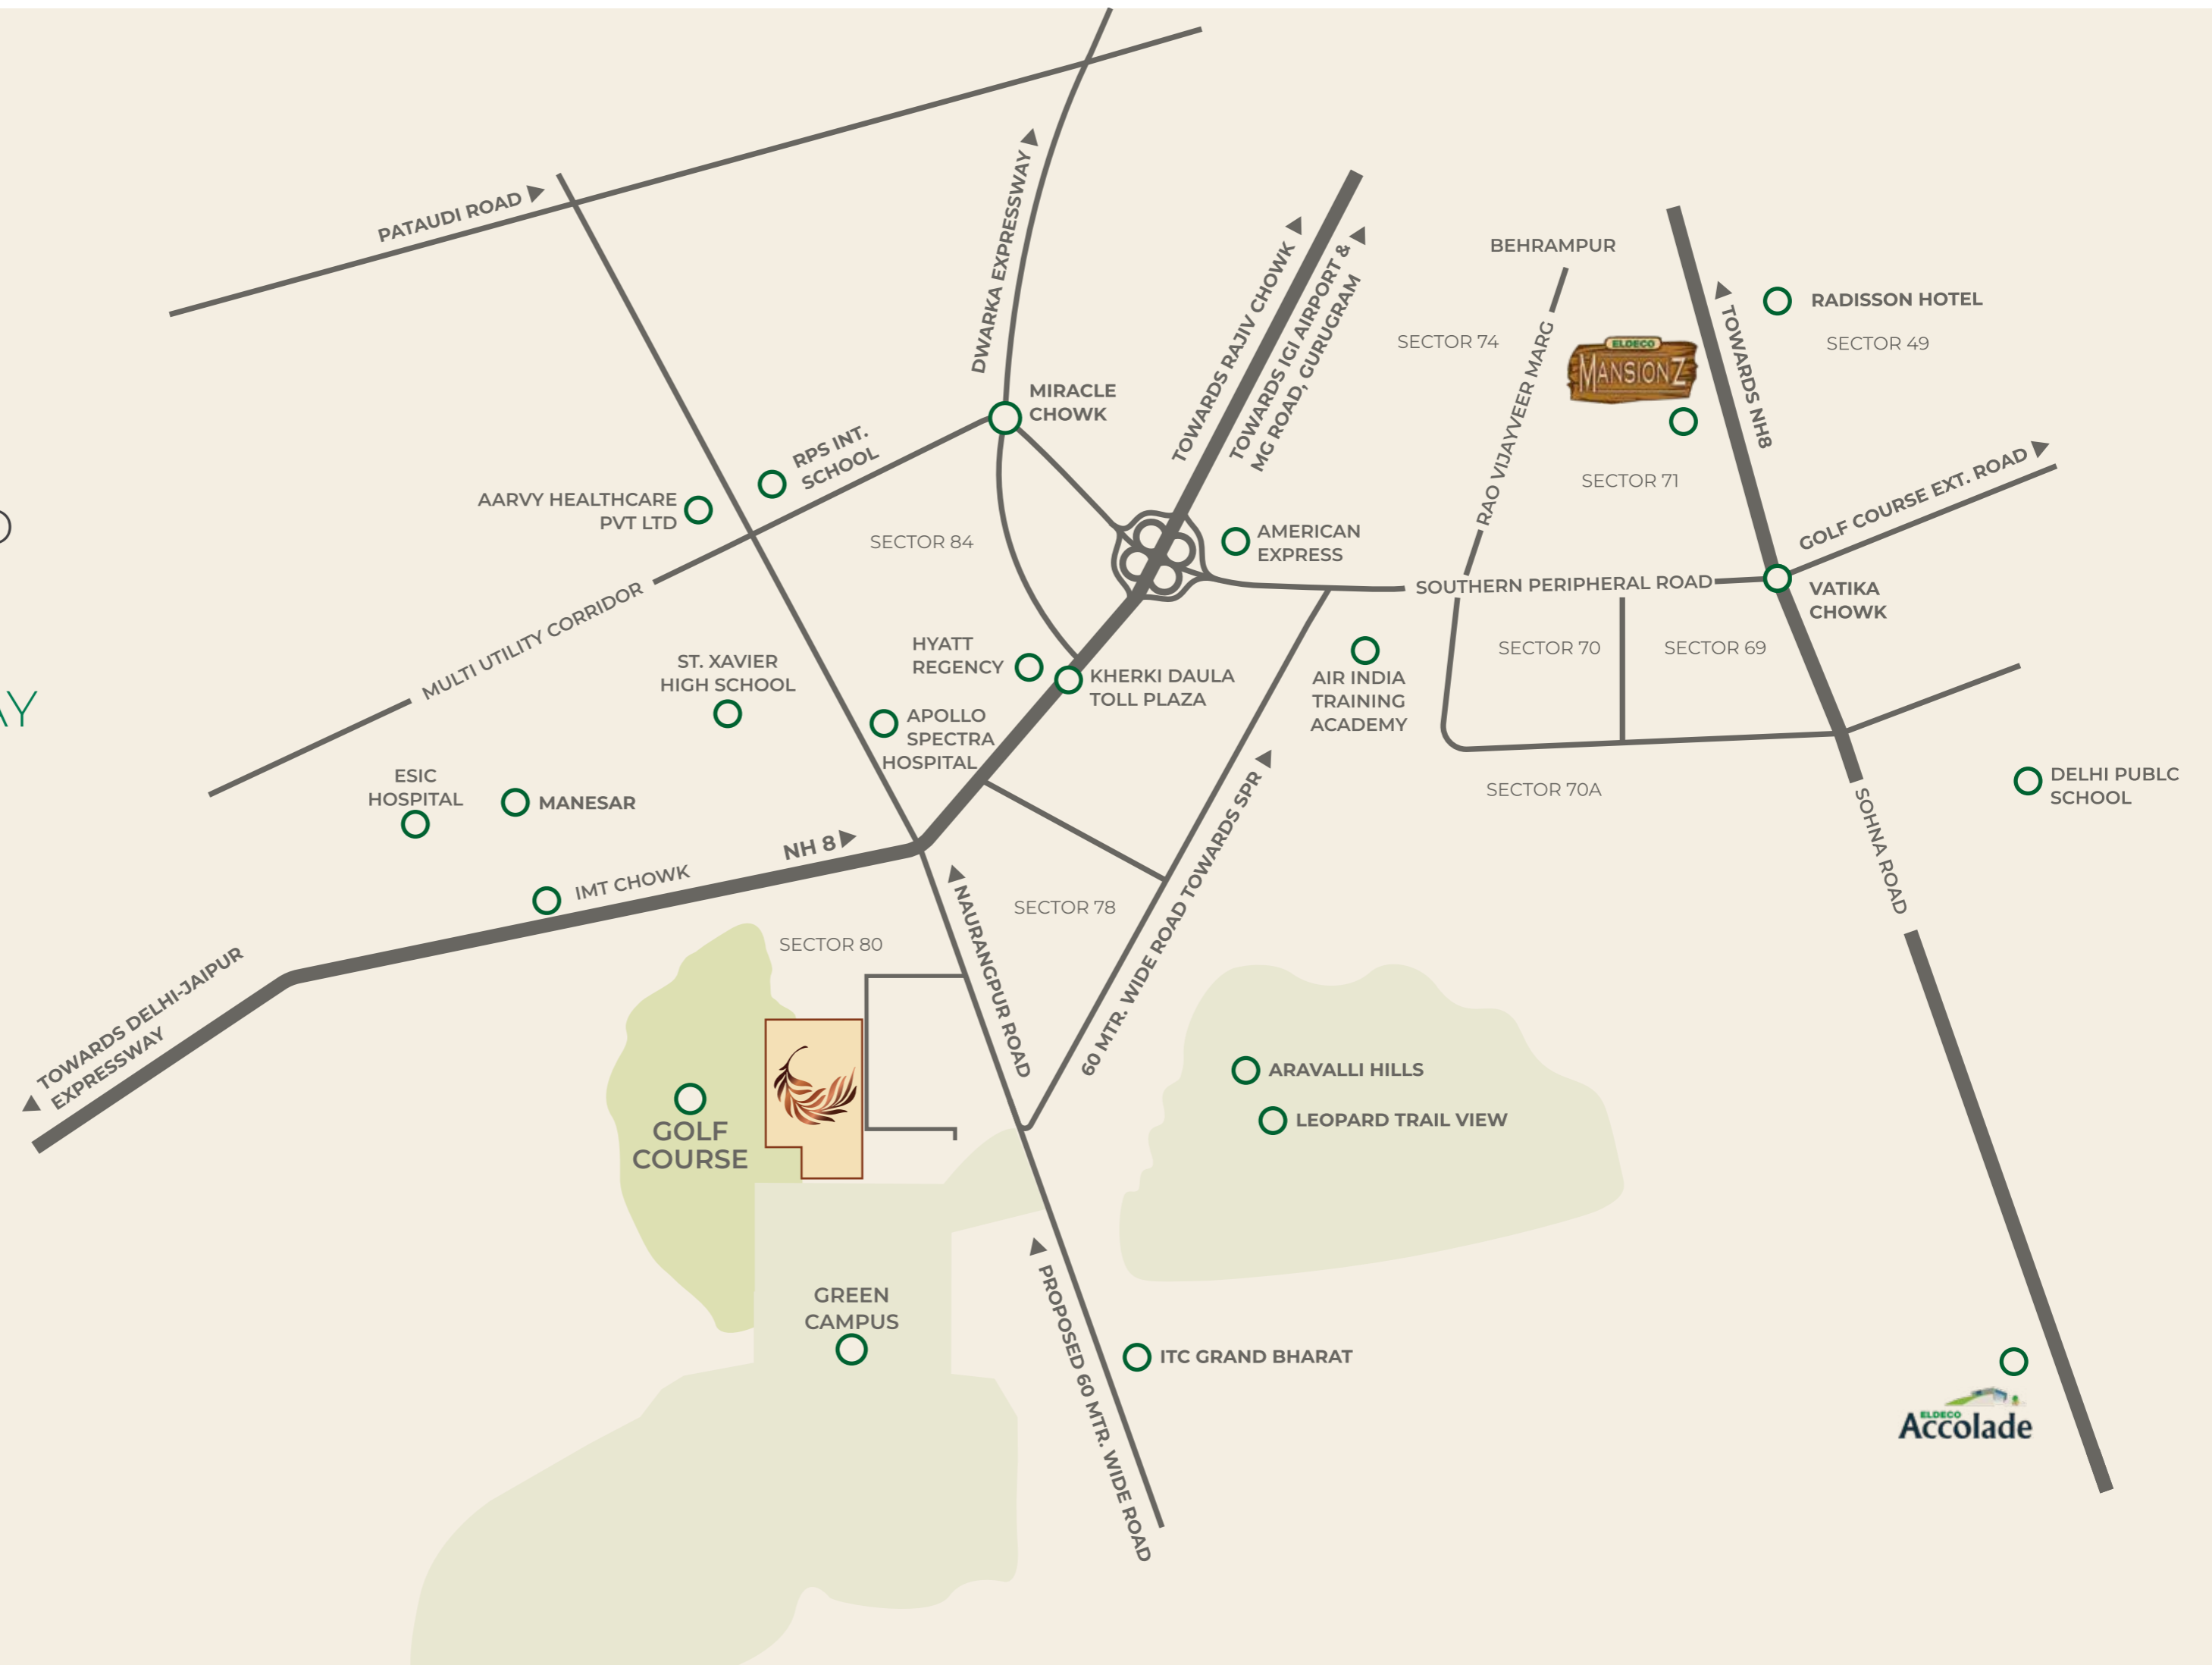 PATAUDI ROAD
DWARKA EXPRESSWAY
TOWARDS RAJIV CHOWK
TOWARDS IGI AIRPORT &
MG ROAD, GURUGRAM
BEHRAMPUR
SECTOR 74
RAO VIJAYVEER MARG
ELDECO
MANSIONZ
TOWARDS NH8
RADISSON HOTEL
SECTOR 49
SECTOR 71
GOLF COURSE EXT. ROAD
MIRACLE
CHOWK
RPS INT.
SCHOOL
AARVY HEALTHCARE
PVT LTD
SECTOR 84
AMERICAN
EXPRESS
SOUTHERN PERIPHERAL ROAD
VATIKA
CHOWK
MULTI UTILITY CORRIDOR
ST. XAVIER
HIGH SCHOOL
HYATT
REGENCY
KHERKI DAULA
TOLL PLAZA
AIR INDIA
TRAINING
ACADEMY
SECTOR 70
SECTOR 69
APOLLO
SPECTRA
HOSPITAL
ESIC
HOSPITAL
MANESAR
SECTOR 70A
DELHI PUBLC
SCHOOL
SOHNA ROAD
NH 8
IMT CHOWK
NAURANGPUR ROAD
SECTOR 78
60 MTR. WIDE ROAD TOWARDS SPR
SECTOR 80
TOWARDS DELHI-JAIPUR
EXPRESSWAY
GOLF
COURSE
ARAVALLI HILLS
LEOPARD TRAIL VIEW
GREEN
CAMPUS
PROPOSED 60 MTR. WIDE ROAD
ITC GRAND BHARAT
ELDECO
Accolade